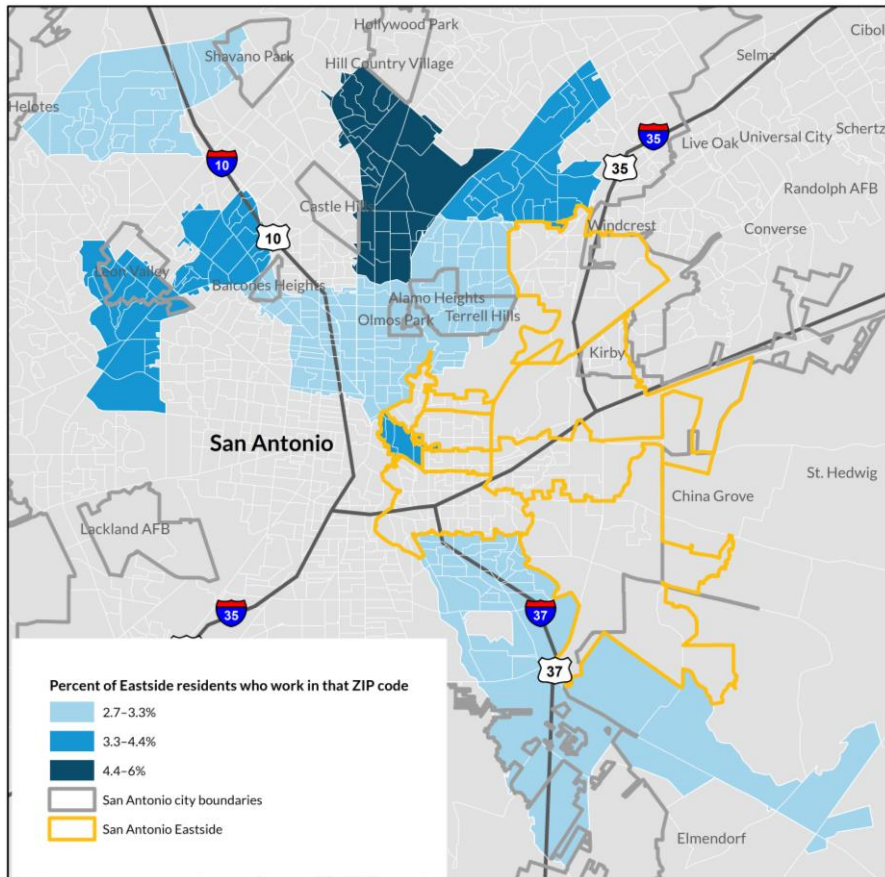 Hollywood Park
Cibol
Shavano Park
Selma
Hill Country Village
Helotes
35
Schertz
Universal City
Live Oak
10
35
Randolph AFB
Castle Hills
Windcrest
Converse
10
Leon Valley
Balcones Heights
Alamo Heights
Olmos Park
Terrell Hills
Kirby
San Antonio
St. Hedwig
China Grove
Lackland AFB
35
37
37
Percent of Eastside residents who work in that ZIP code
2.7–3.3%
3.3–4.4%
4.4–6%
San Antonio city boundaries
San Antonio Eastside
Elmendorf